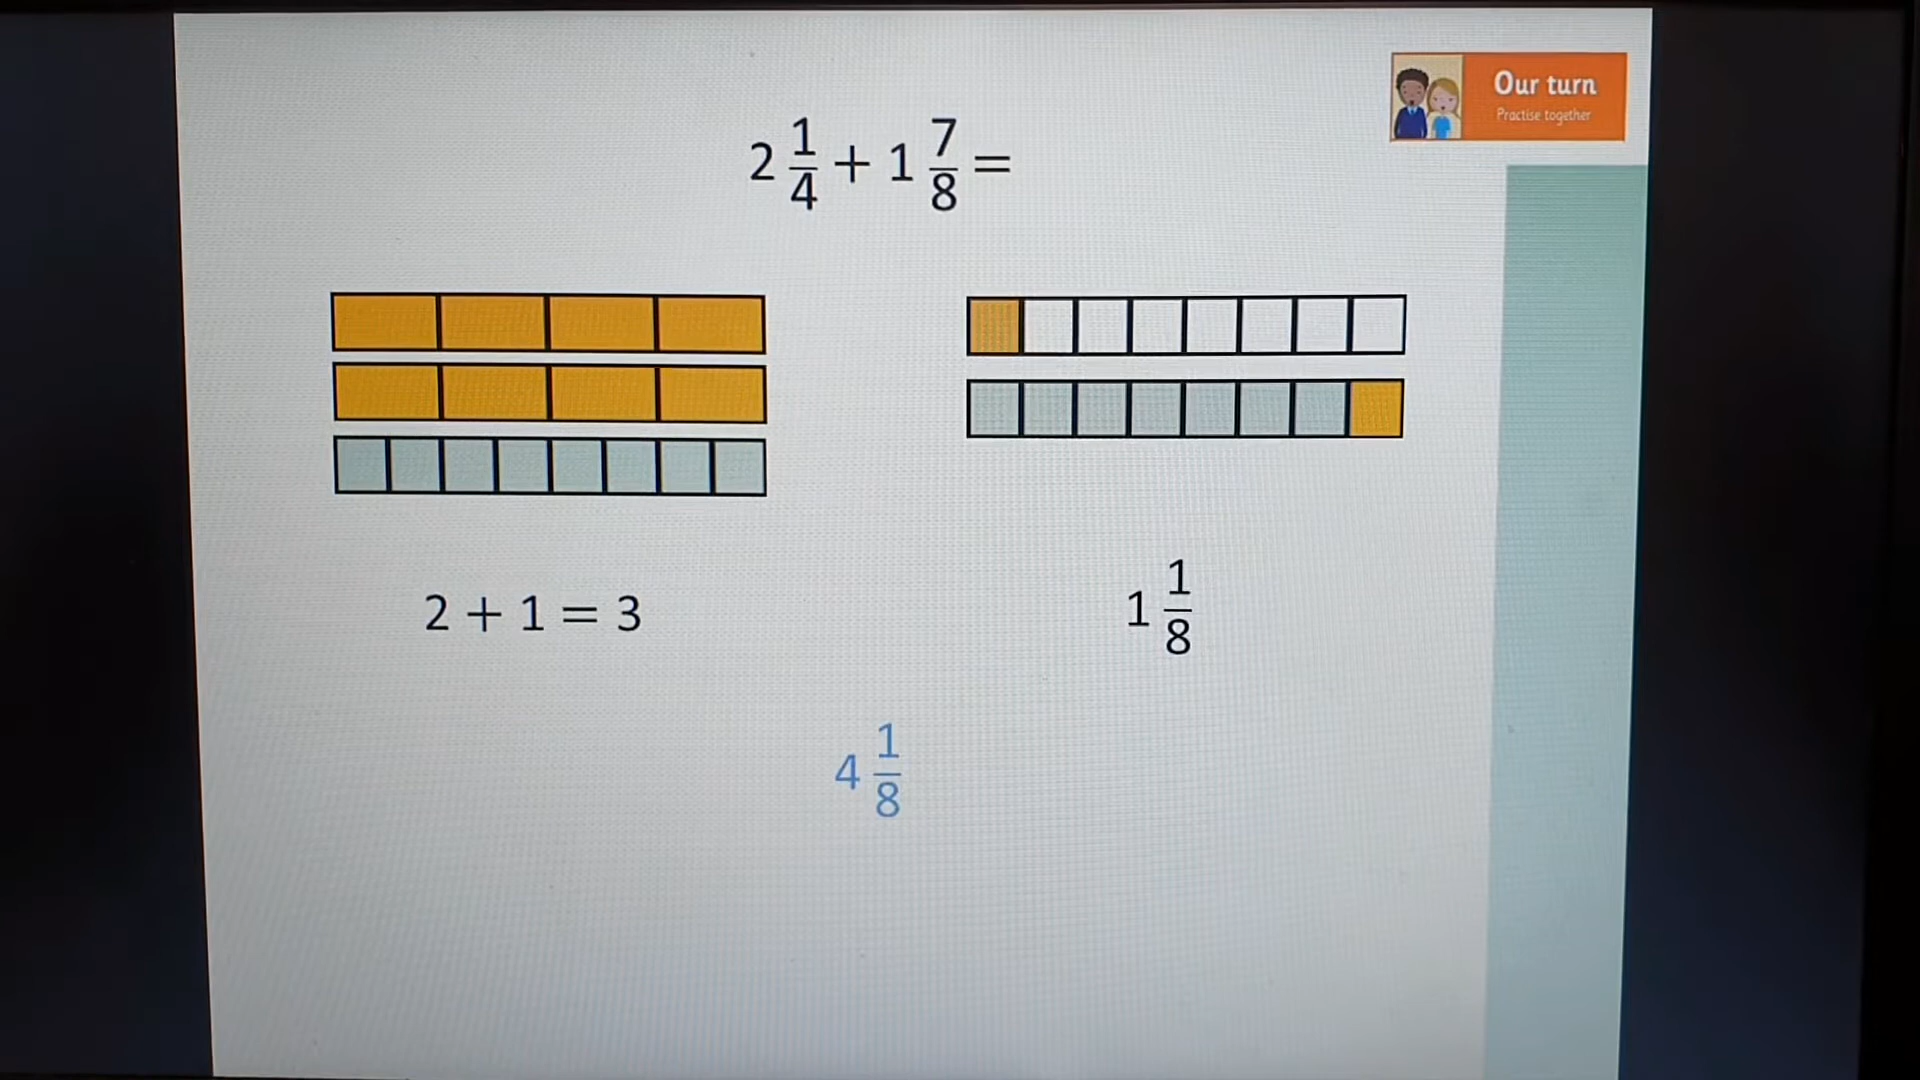 Our turn
Practise together
2 1/4 + 1 7/8 =
2 + 1 = 3
1 1/8
4 1/8